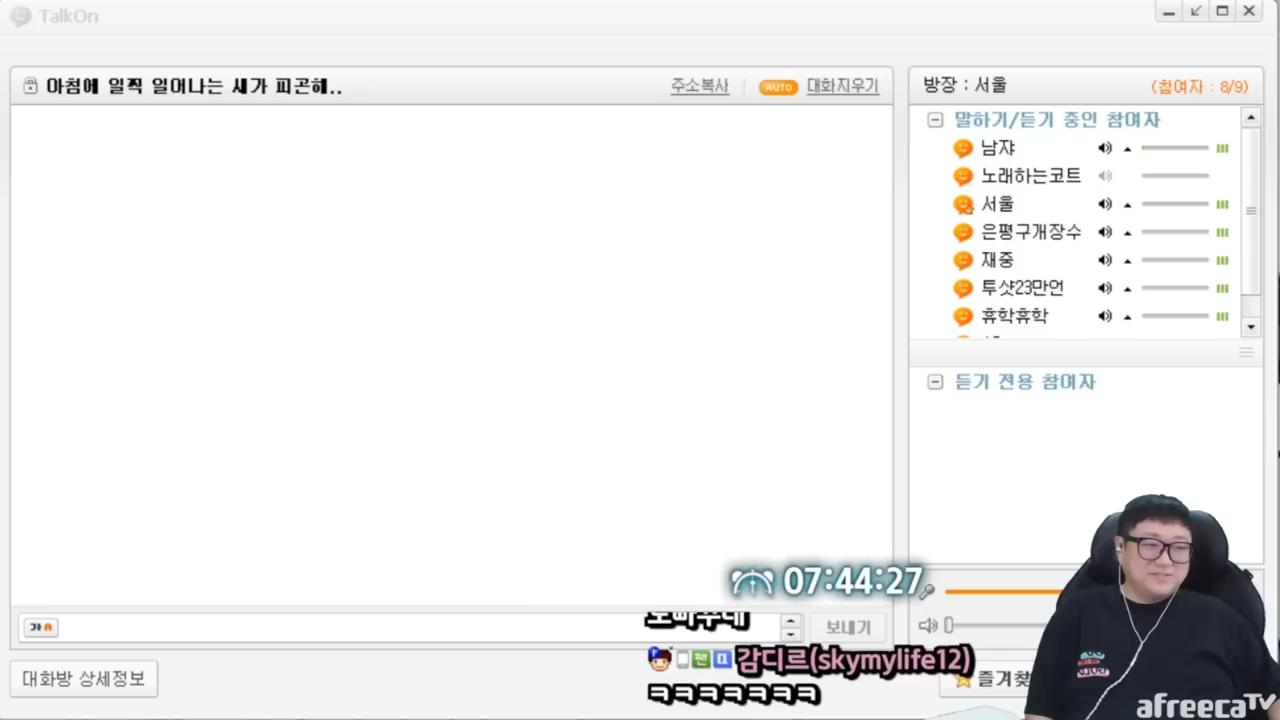 TalkOn
아침에 일찍 일어나는 새가 피곤해..
주소복사
AUTO 대화지우기
방장 : 서울
(참여자 : 8/9)
말하기/듣기 중인 참여자
남쟈
노래하는코트
서울
은평구개장수
재중
투샷23만언
휴학휴학
듣기 전용 참여자
07:44:27
가
보내기
팬
감디르(skymylife12)
ㅋㅋㅋㅋㅋㅋㅋ
대화방 상세정보
즐겨찾
afreecaTV